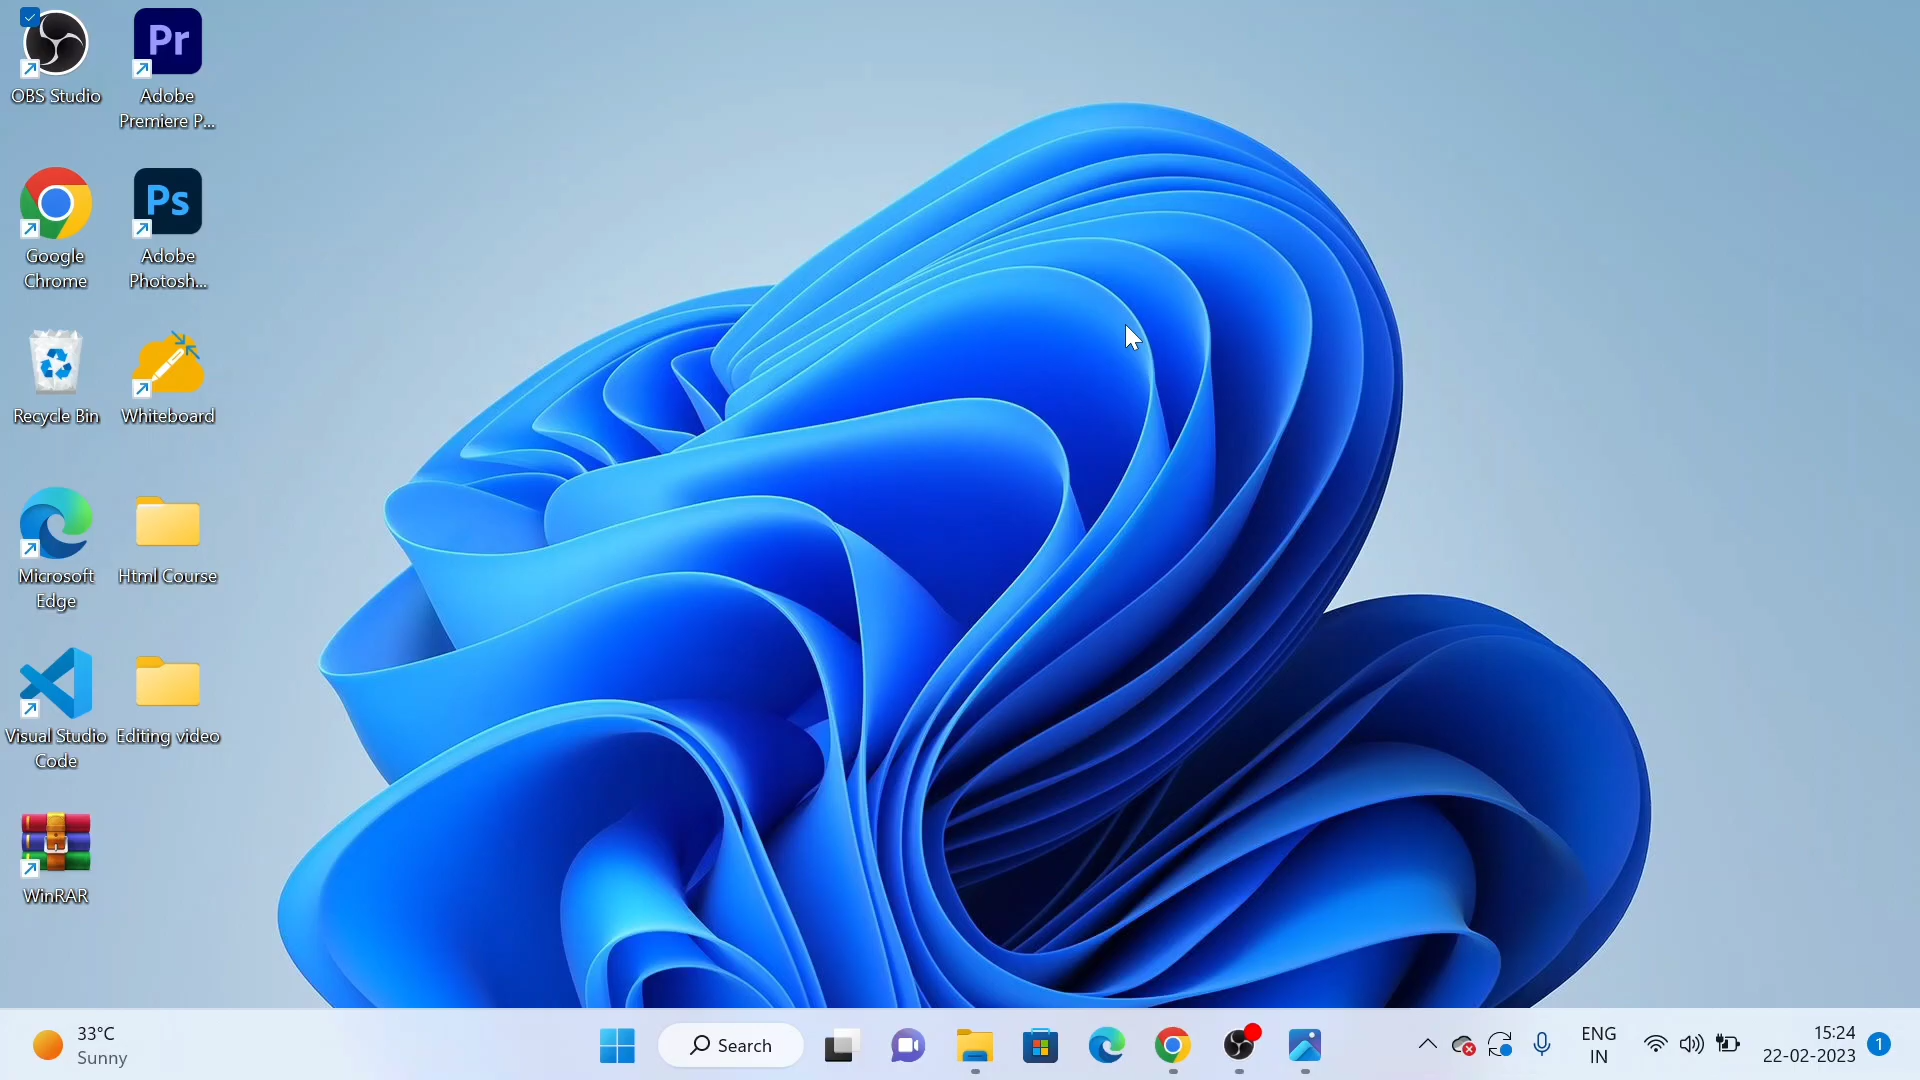 OBS Studio
Pr
Adobe
Premiere P...
Google
Chrome
Ps
Adobe
Photosh...
Recycle Bin
Whiteboard
Microsoft
Edge
Html Course
Visual Studio
Code
Editing video
WinRAR
33°C
Sunny
Search
ENG
IN
15:24
22-02-2023
1